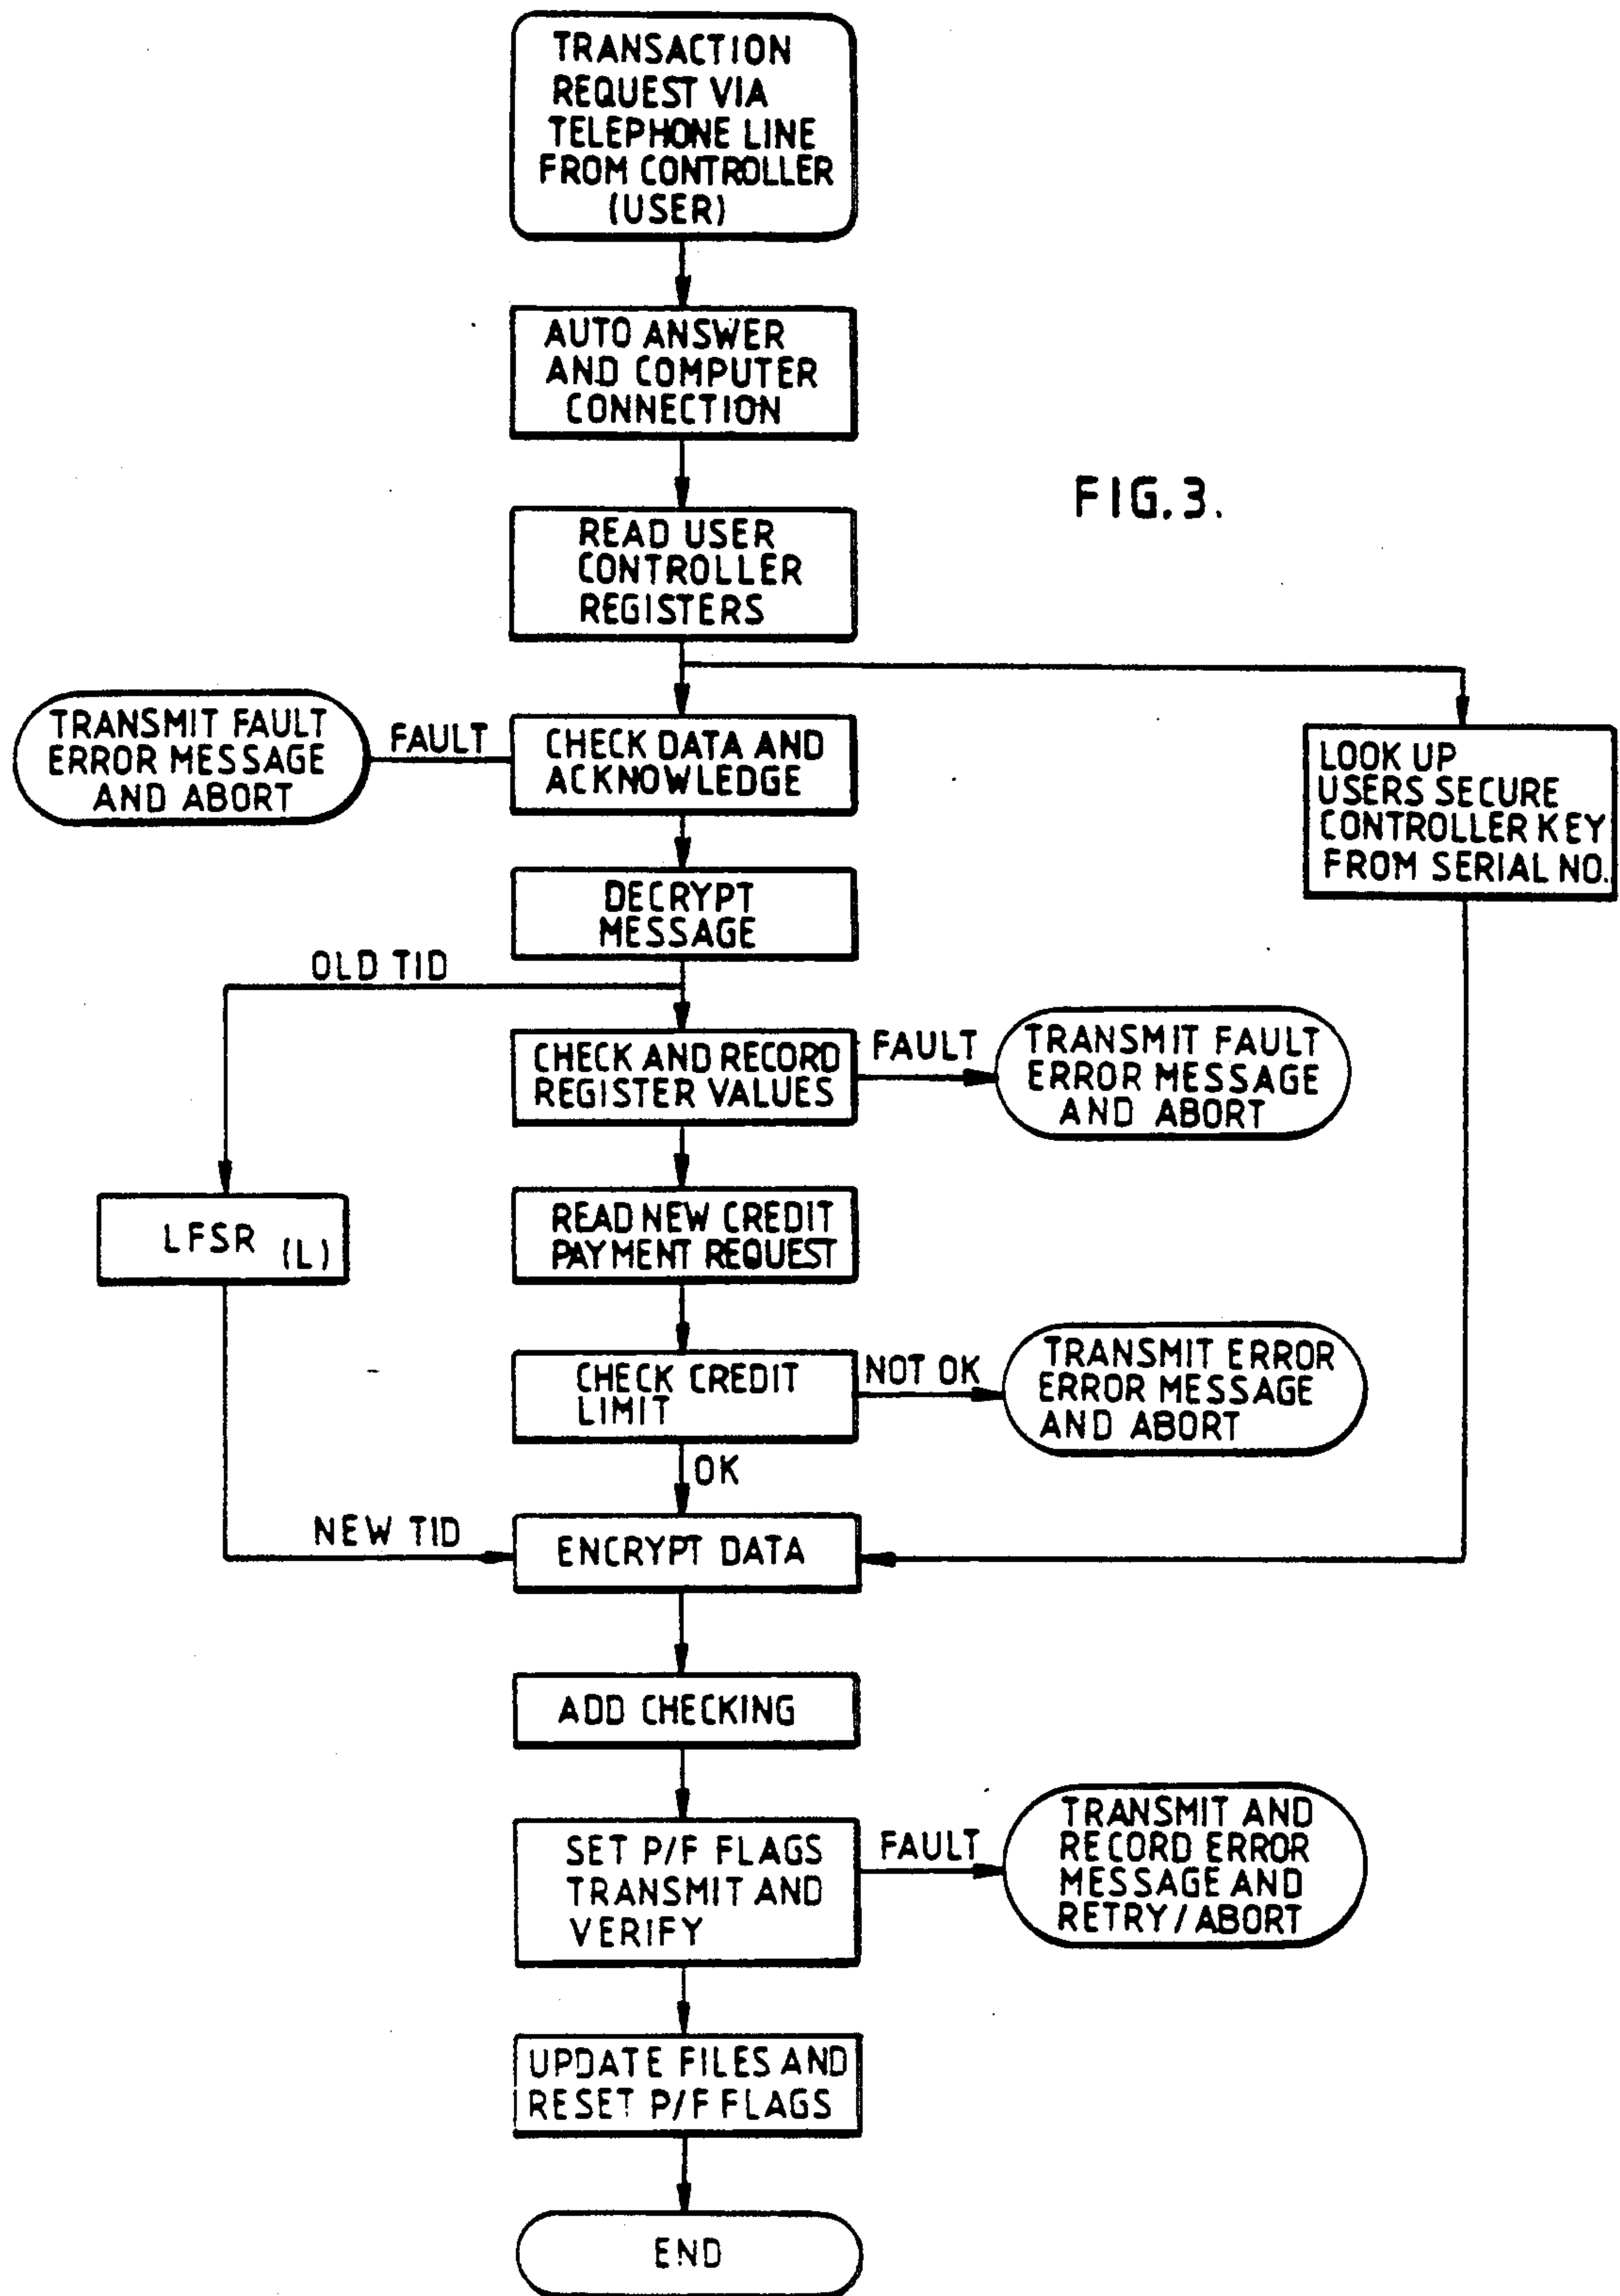 TRANSACTION
REQUEST VIA
TELEPHONE LINE
FROM CONTROLLER
(USER)
AUTO ANSWER
AND COMPUTER
CONNECTION
FIG.3.
READ USER
CONTROLLER
REGISTERS
TRANSMIT FAULT
ERROR MESSAGE
AND ABORT
FAULT
CHECK DATA AND
ACKNOWLEDGE
LOOK UP
USERS SECURE
CONTROLLER KEY
FROM SERIAL NO.
DECRYPT
MESSAGE
OLD TID
CHECK AND RECORD
REGISTER VALUES
FAULT
TRANSMIT FAULT
ERROR MESSAGE
AND ABORT
LFSR (L)
READ NEW CREDIT
PAYMENT REQUEST
CHECK CREDIT
LIMIT
NOT OK
TRANSMIT ERROR
ERROR MESSAGE
AND ABORT
OK
NEW TID
ENCRYPT DATA
ADD CHECKING
SET P/F FLAGS
TRANSMIT AND
VERIFY
FAULT
TRANSMIT AND
RECORD ERROR
MESSAGE AND
RETRY/ABORT
UPDATE FILES AND
RESET P/F FLAGS
END